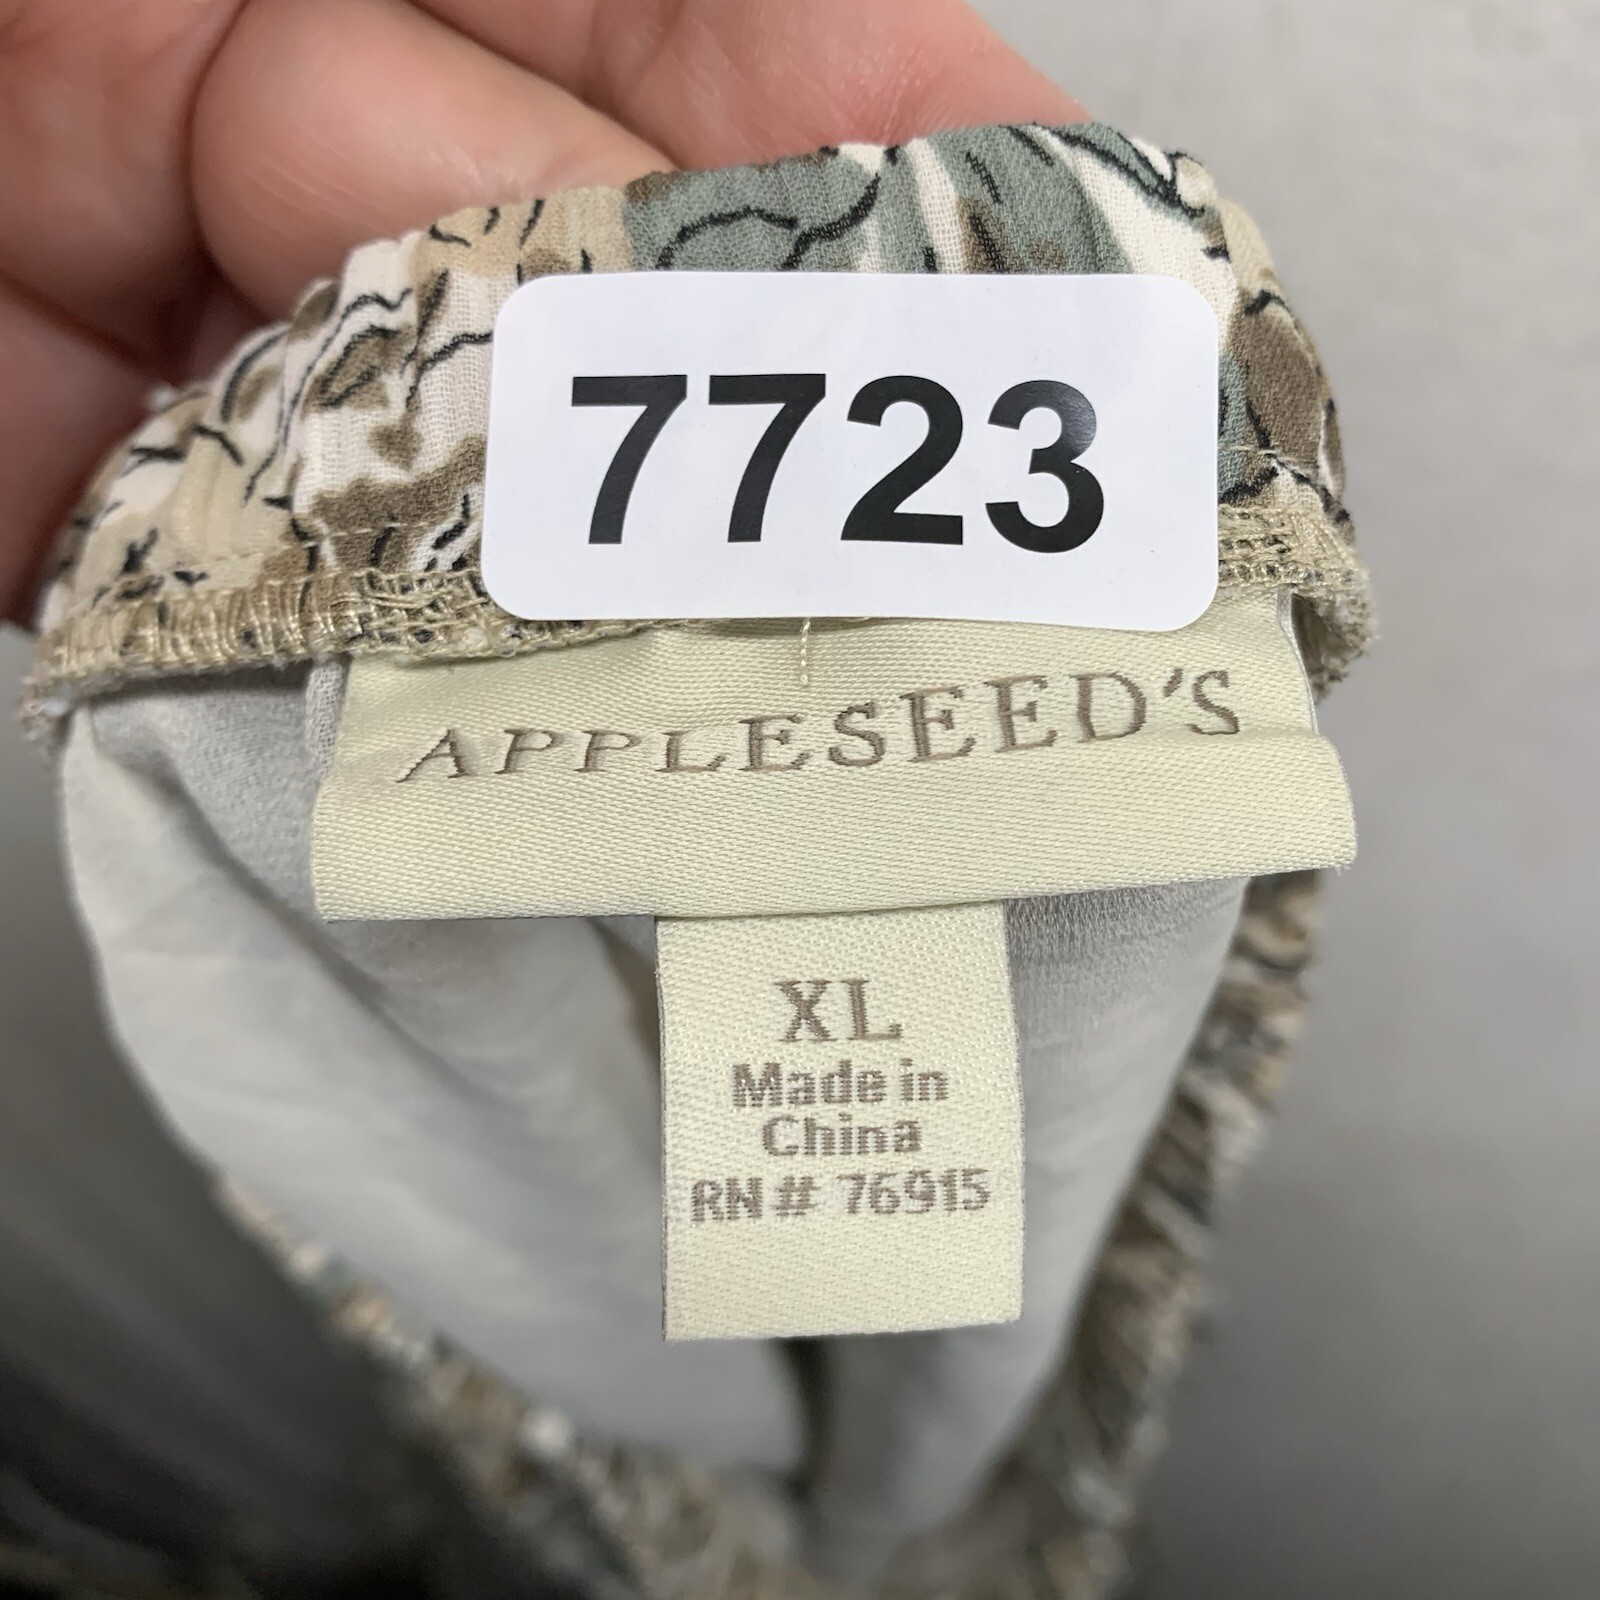 7723
APPLESEED'S
XL
Made in
China
RN# 76915